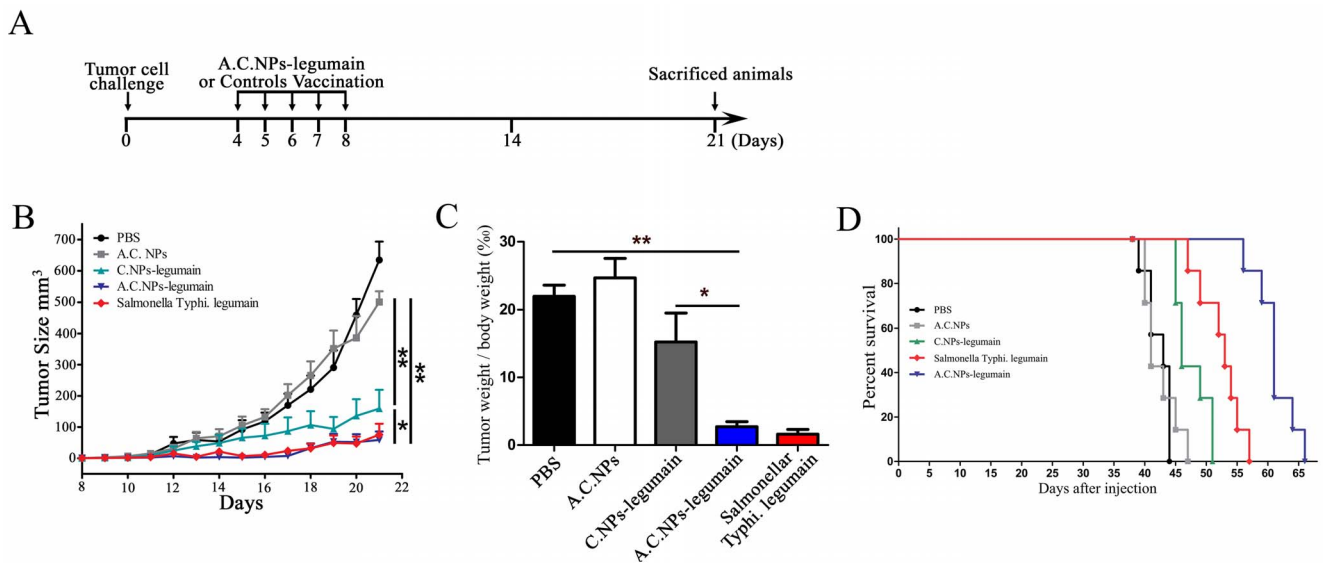 A
Tumor cell
challenge
A.C.NPs-legumain
or Controls Vaccination
Sacrificed animals
0 4 5 6 7 8 14 21 (Days)
B
Tumor Size mm³
700
600
500
400
300
200
100
0
PBS
A.C. NPs
C.NPs-legumain
A.C.NPs-legumain
Salmonella Typhi. legumain
**
**
*
8 10 12 14 16 18 20 22
Days
C
Tumor weight / body weight (‰)
30
20
10
0
**
*
PBS
A.C.NPs
C.NPs-legumain
A.C.NPs-legumain
Salmonellar
Typhi. legumain
D
Percent survival
100
80
60
40
20
0
PBS
A.C.NPs
C.NPs-legumain
Salmonella Typhi. legumain
A.C.NPs-legumain
0 5 10 15 20 25 30 35 40 45 50 55 60 65
Days after injection